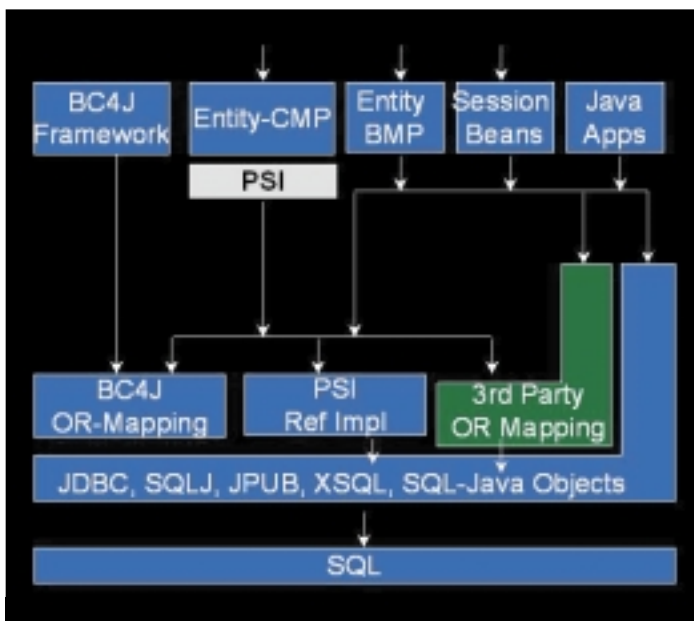 BC4J
Framework
Entity-CMP
Entity
BMP
Session
Beans
Java
Apps
PSI
BC4J
OR-Mapping
PSI
Ref Impl
3rd Party
OR Mapping
JDBC, SQLJ, JPUB, XSQL, SQL-Java Objects
SQL